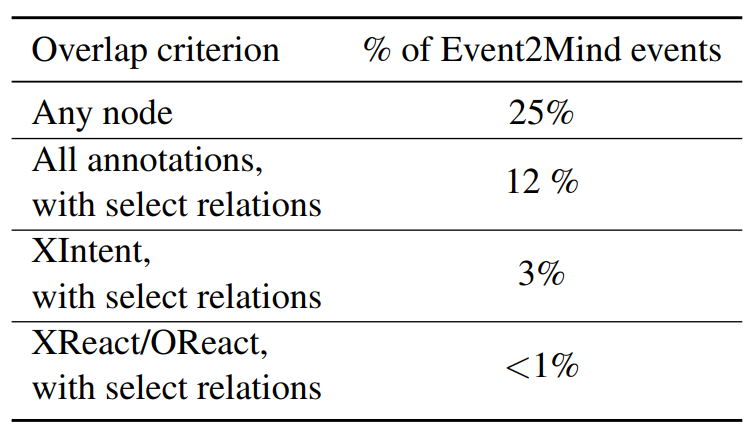 Overlap criterion % of Event2Mind events
Any node 25%
All annotations,
with select relations 12 %
XIntent,
with select relations 3%
XReact/OReact,
with select relations <1%